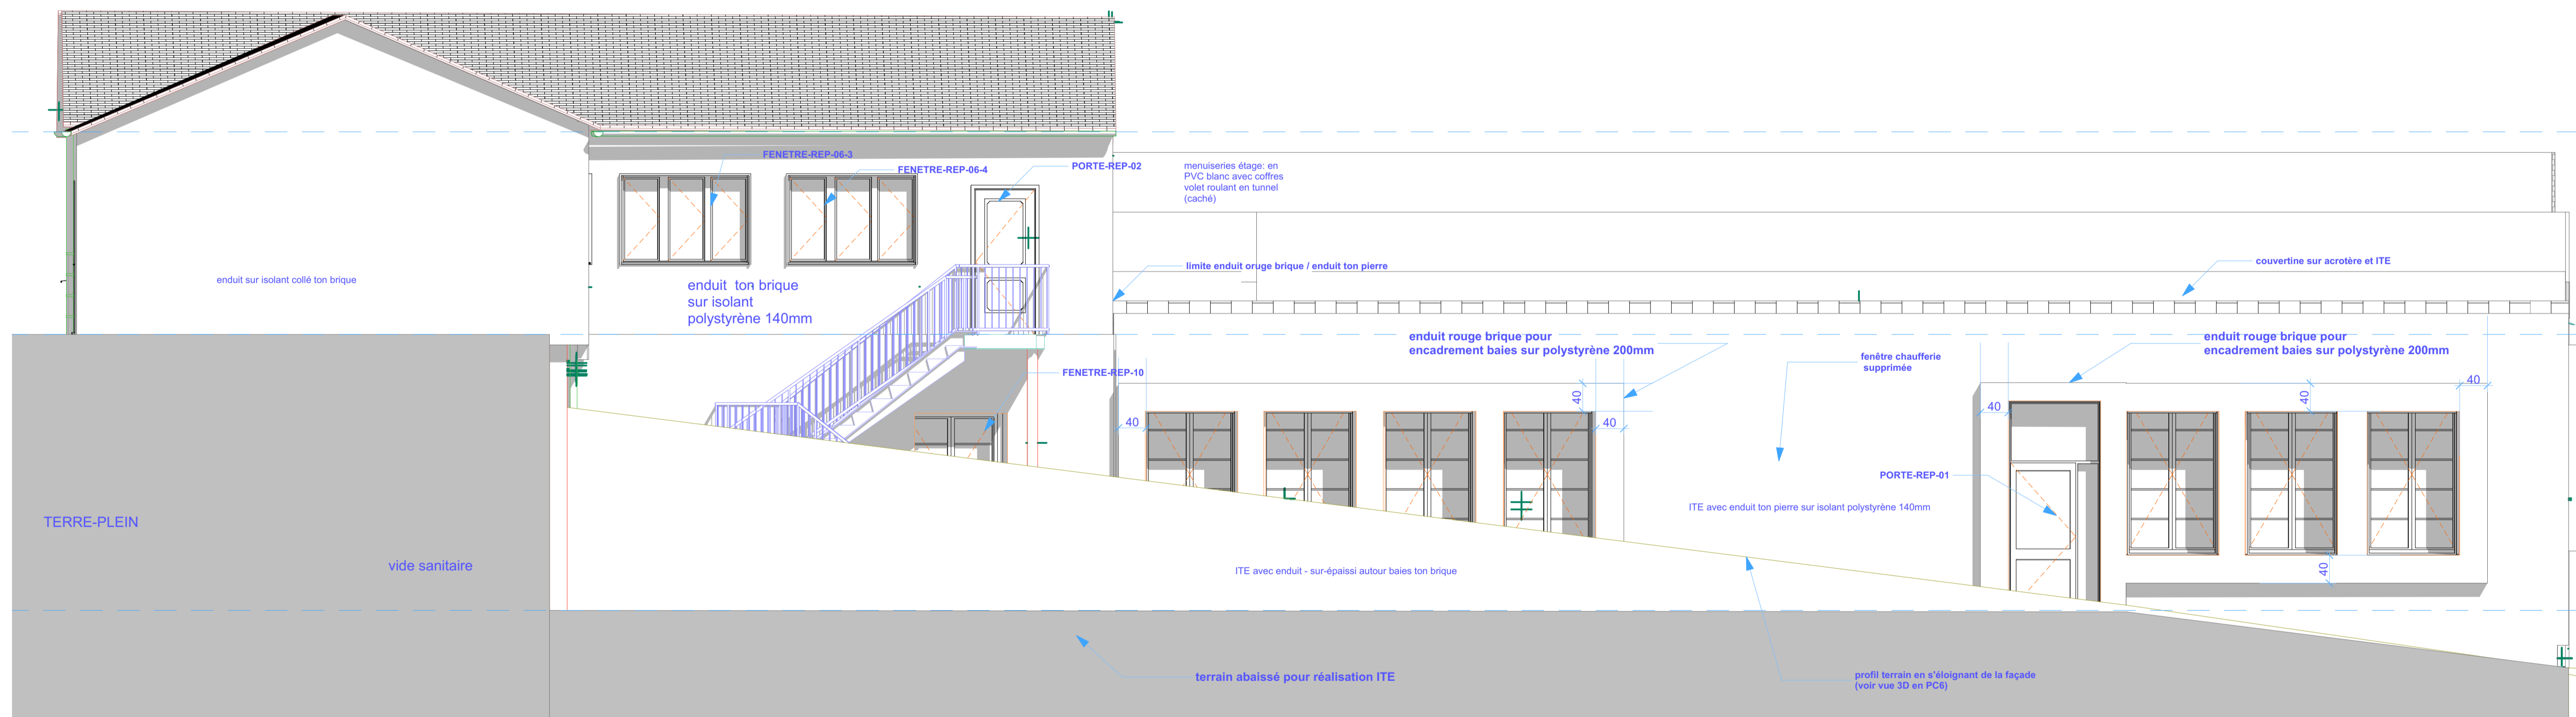 FENETRE-REP-06-3
FENETRE-REP-06-4
PORTE-REP-02
menuiseries étage: en
PVC blanc avec coffres
volet roulant en tunnel
(caché)
enduit sur isolant collé ton brique
enduit ton brique
sur isolant
polystyrène 140mm
limite enduit oruge brique / enduit ton pierre
couvertine sur acrotère et ITE
enduit rouge brique pour
encadrement baies sur polystyrène 200mm
fenêtre chaufferie
supprimée
enduit rouge brique pour
encadrement baies sur polystyrène 200mm
FENETRE-REP-10
40
40
40
40
40
40
40
PORTE-REP-01
ITE avec enduit ton pierre sur isolant polystyrène 140mm
TERRE-PLEIN
vide sanitaire
ITE avec enduit - sur-épaissi autour baies ton brique
terrain abaissé pour réalisation ITE
profil terrain en s'éloignant de la façade
(voir vue 3D en PC6)